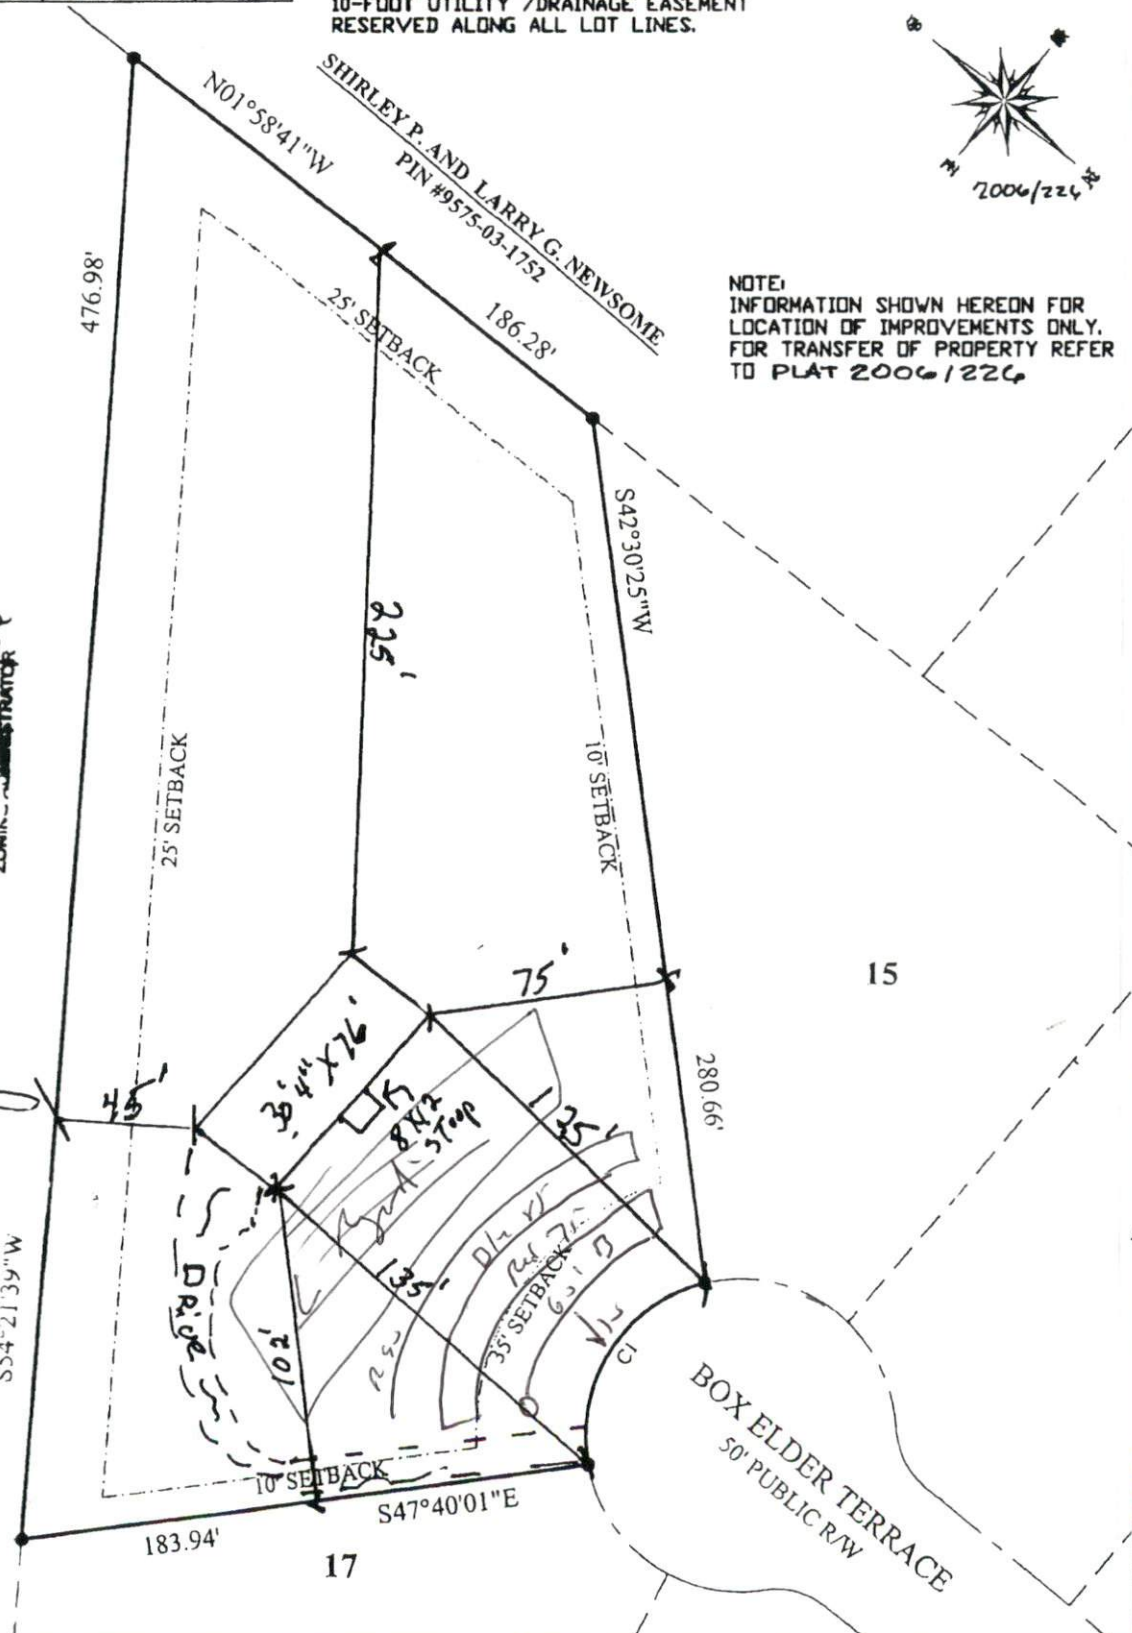 10-FOOT UTILITY /DRAINAGE EASEMENT
RESERVED ALONG ALL LOT LINES.
N01°58'41"W
SHIRLEY P. AND LARRY G. NEWSOME
PIN #9575-03-1752
2006/226
476.98'
25' SETBACK
186.28'
NOTE:
INFORMATION SHOWN HEREON FOR
LOCATION OF IMPROVEMENTS ONLY.
FOR TRANSFER OF PROPERTY REFER
TO PLAT 2006/226
S42°30'25"W
225'
25' SETBACK
10' SETBACK
75'
15
45'
30'4" X 76'
8X12
STOOP
280.66'
125'
135'
35' SETBACK
102'
Drive
S54°21'39"W
C1
BOX ELDER TERRACE
50' PUBLIC R/W
10' SETBACK
S47°40'01"E
183.94'
17